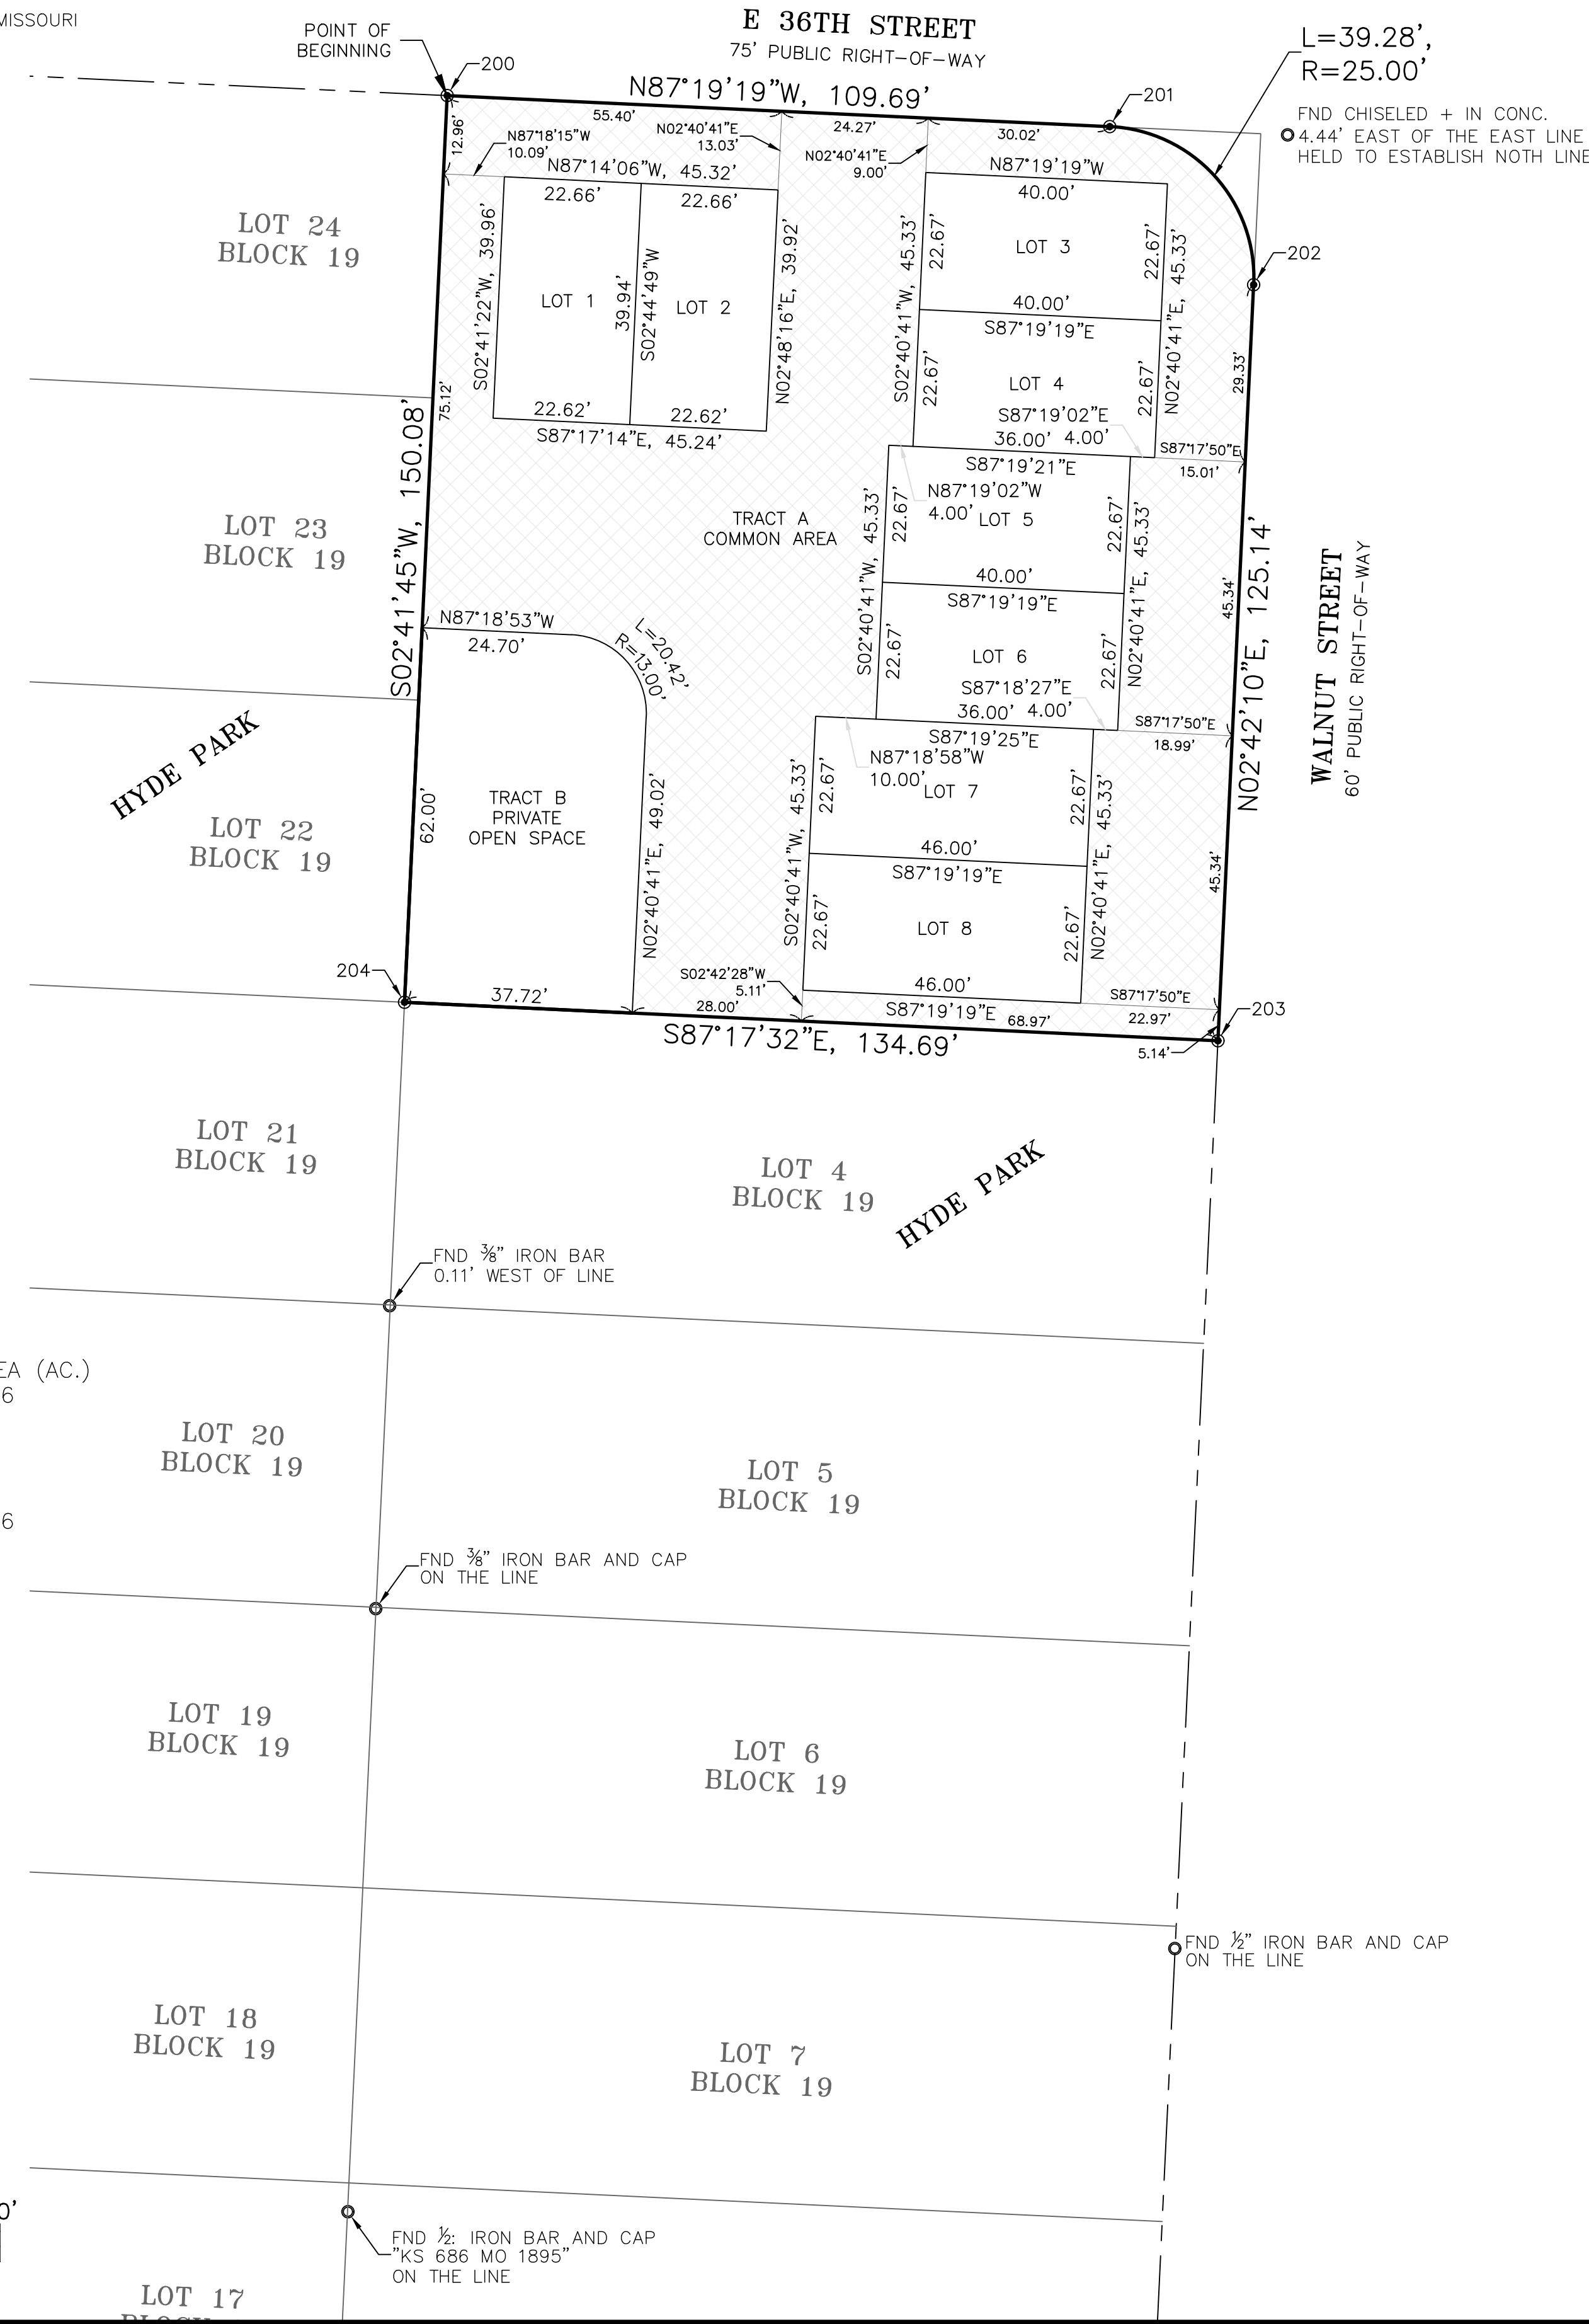 MISSOURI
E 36TH STREET
75' PUBLIC RIGHT-OF-WAY
POINT OF
BEGINNING
200
N87°19'19"W, 109.69'
L=39.28',
R=25.00'
201
FND CHISELED + IN CONC.
4.44' EAST OF THE EAST LINE
HELD TO ESTABLISH NOTH LINE
12.96'
55.40'
24.27'
30.02'
N87°18'15"W
10.09'
N02°40'41"E
13.03'
N02°40'41"E
9.00'
N87°14'06"W, 45.32'
22.66'
22.66'
N87°19'19"W
40.00'
LOT 24
BLOCK 19
S02°41'22"W, 39.96'
LOT 1
39.94'
S02°44'49"W
LOT 2
N02°48'16"E, 39.92'
22.62'
22.62'
S87°17'14"E, 45.24'
S02°40'41"W, 45.33'
22.67'
LOT 3
22.67'
N02°40'41"E, 45.33'
40.00'
S87°19'19"E
22.67'
LOT 4
22.67'
202
29.33'
S87°19'02"E
36.00' 4.00'
S87°19'21"E
S87°17'50"E
15.01'
75.12'
S02°41'45"W, 150.08'
LOT 23
BLOCK 19
TRACT A
COMMON AREA
N87°19'02"W
4.00'
LOT 5
S02°40'41"W, 45.33'
22.67'
22.67'
N02°40'41"E, 45.33'
40.00'
S87°19'19"E
22.67'
LOT 6
22.67'
45.34'
N02°42'10"E, 125.14'
WALNUT STREET
60' PUBLIC RIGHT-OF-WAY
N87°18'53"W
24.70'
L=20.42'
R=13.00'
S87°18'27"E
36.00' 4.00'
S87°19'25"E
S87°17'50"E
18.99'
HYDE PARK
N87°18'58"W
10.00'
LOT 7
S02°40'41"W, 45.33'
22.67'
22.67'
N02°40'41"E, 45.33'
LOT 22
BLOCK 19
62.00'
TRACT B
PRIVATE
OPEN SPACE
N02°40'41"E, 49.02'
46.00'
S87°19'19"E
22.67'
LOT 8
22.67'
45.34'
204
37.72'
S02°42'28"W
5.11'
28.00'
46.00'
S87°19'19"E
68.97'
S87°17'50"E
22.97'
203
5.14'
S87°17'32"E, 134.69'
LOT 21
BLOCK 19
LOT 4
BLOCK 19
HYDE PARK
FND 3/8" IRON BAR
0.11' WEST OF LINE
EA (AC.)
6
LOT 20
BLOCK 19
LOT 5
BLOCK 19
6
FND 3/8" IRON BAR AND CAP
ON THE LINE
LOT 19
BLOCK 19
LOT 6
BLOCK 19
FND 1/2" IRON BAR AND CAP
ON THE LINE
LOT 18
BLOCK 19
LOT 7
BLOCK 19
0'
FND 1/2: IRON BAR AND CAP
"KS 686 MO 1895"
ON THE LINE
LOT 17